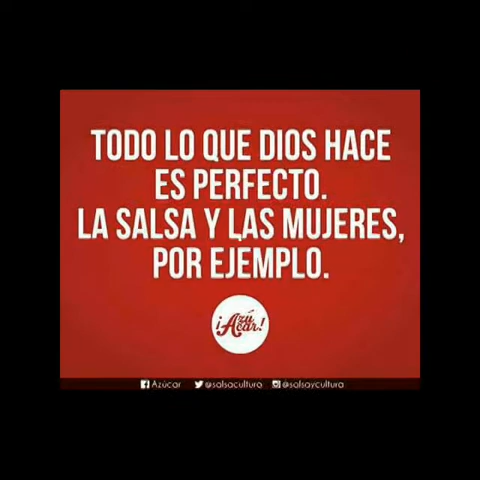 TODO LO QUE DIOS HACE
ES PERFECTO.
LA SALSA Y LAS MUJERES,
POR EJEMPLO.
¡Azúcar!
Azúcar @salsacultura @salsaycultura